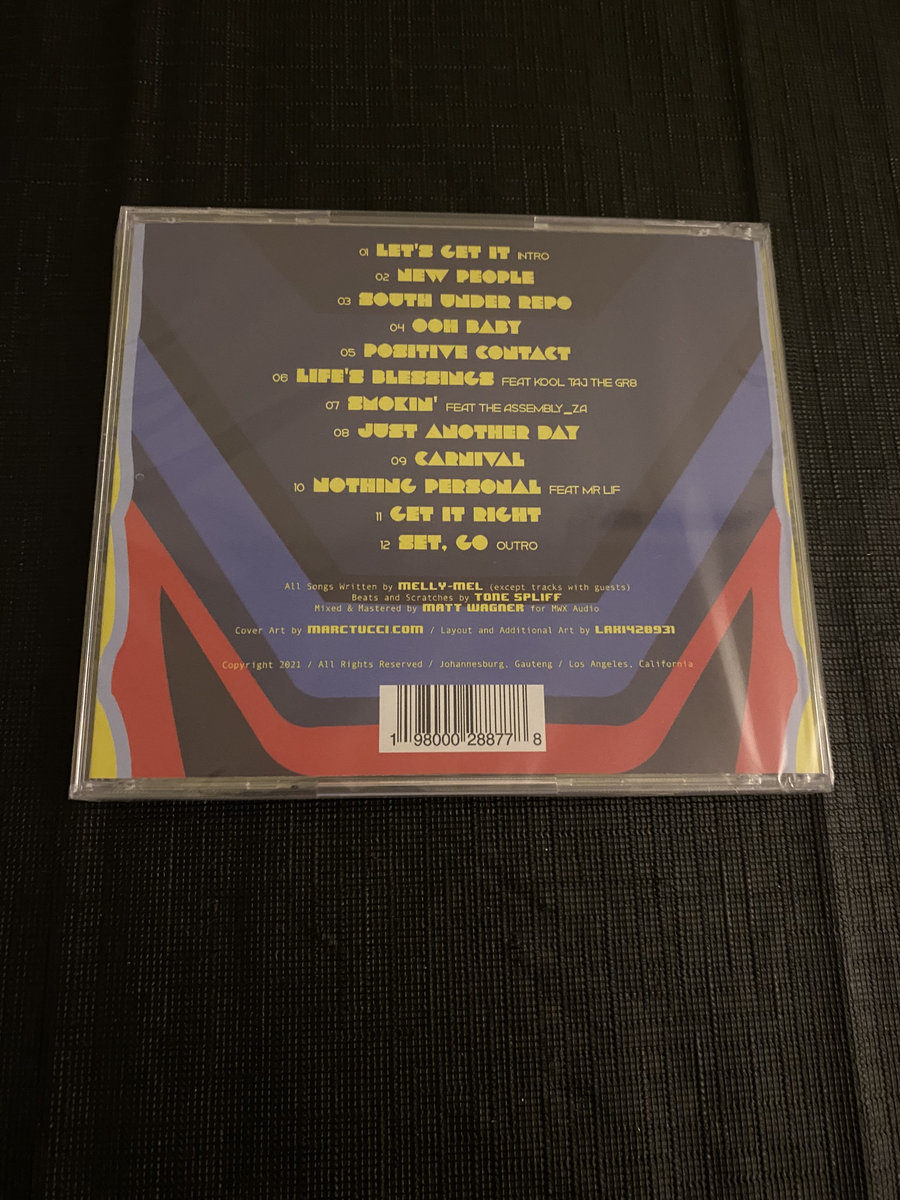 01 LET'S GET IT INTRO
02 NEW PEOPLE
03 SOUTH UNDER REPO
04 OOH BABY
05 POSITIVE CONTACT
06 LIFE'S BLESSINGS FEAT KOOL TAJ THE GR8
07 SMOKIN' FEAT THE ASSEMBLY_ZA
08 JUST ANOTHER DAY
09 CARNIVAL
10 NOTHING PERSONAL FEAT MR LIF
11 GET IT RIGHT
12 SET, GO OUTRO
All Songs Written by MELLY-MEL (except tracks with guests)
Beats and Scratches by TONE SPLIFF
Mixed & Mastered by MATT WAGNER for MWX Audio
Cover Art by MARCTUCCI.COM / Layout and Additional Art by LAKI420931
Copyright 2021 / All Rights Reserved / Johannesburg, Gauteng / Los Angeles, California
1 98000 28877 8